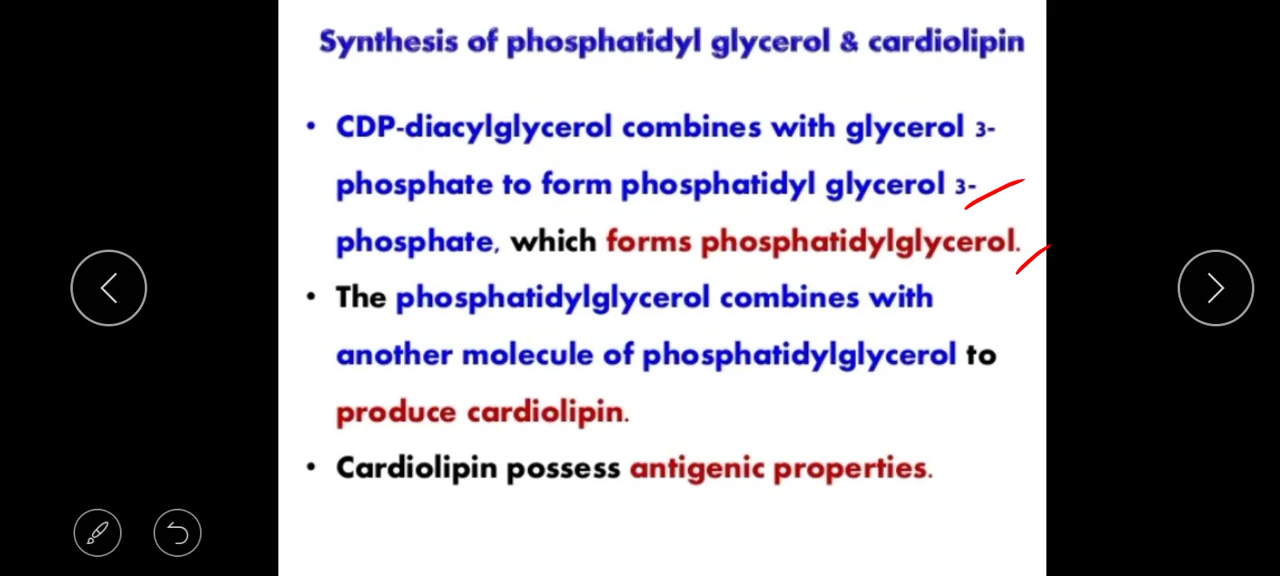 Synthesis of phosphatidyl glycerol & cardiolipin
• CDP-diacylglycerol combines with glycerol 3-
phosphate to form phosphatidyl glycerol 3-
phosphate, which forms phosphatidylglycerol.
• The phosphatidylglycerol combines with
another molecule of phosphatidylglycerol to
produce cardiolipin.
• Cardiolipin possess antigenic properties.